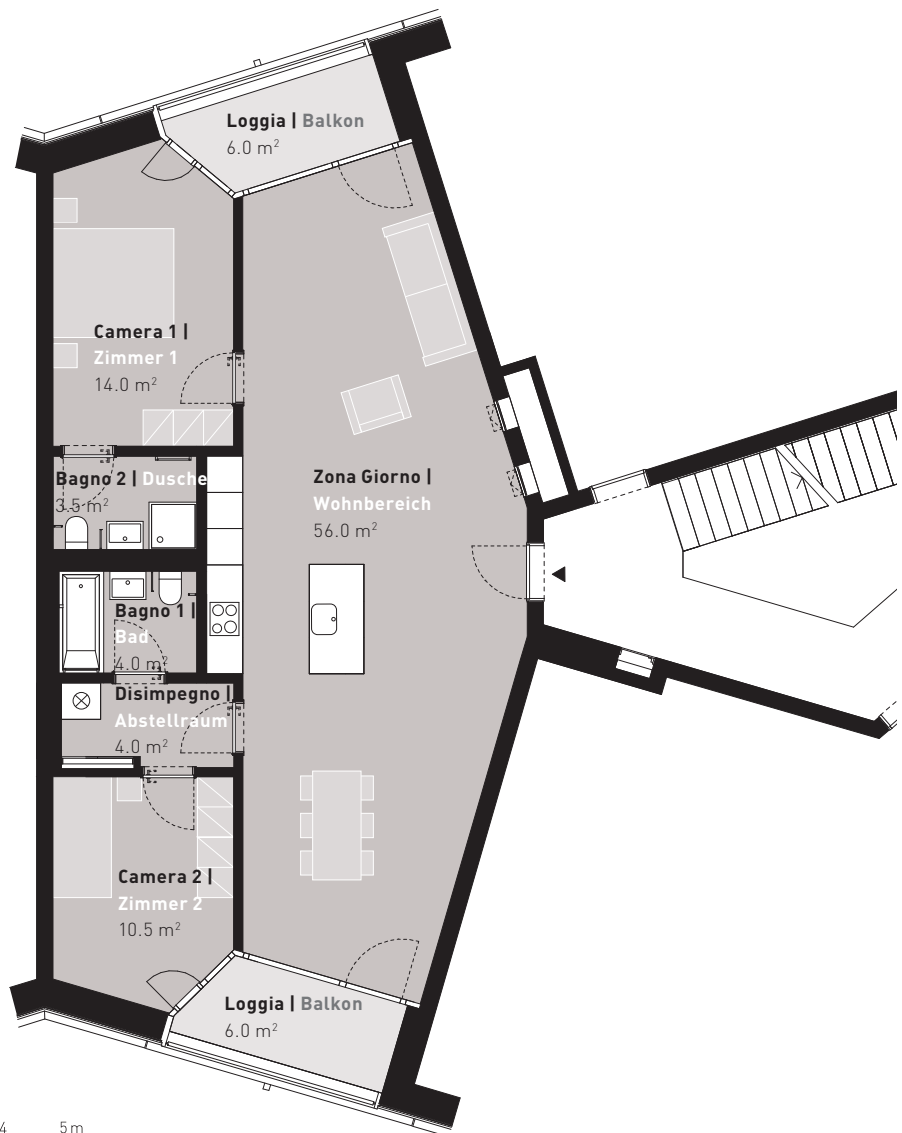 Loggia | Balkon
6.0 m²
Camera 1 |
Zimmer 1
14.0 m²
Bagno 2 | Dusche
3.5 m²
Zona Giorno |
Wohnbereich
56.0 m²
Bagno 1 |
Bad
4.0 m²
Disimpegno |
Abstellraum
4.0 m²
Camera 2 |
Zimmer 2
10.5 m²
Loggia | Balkon
6.0 m²
4 5 m